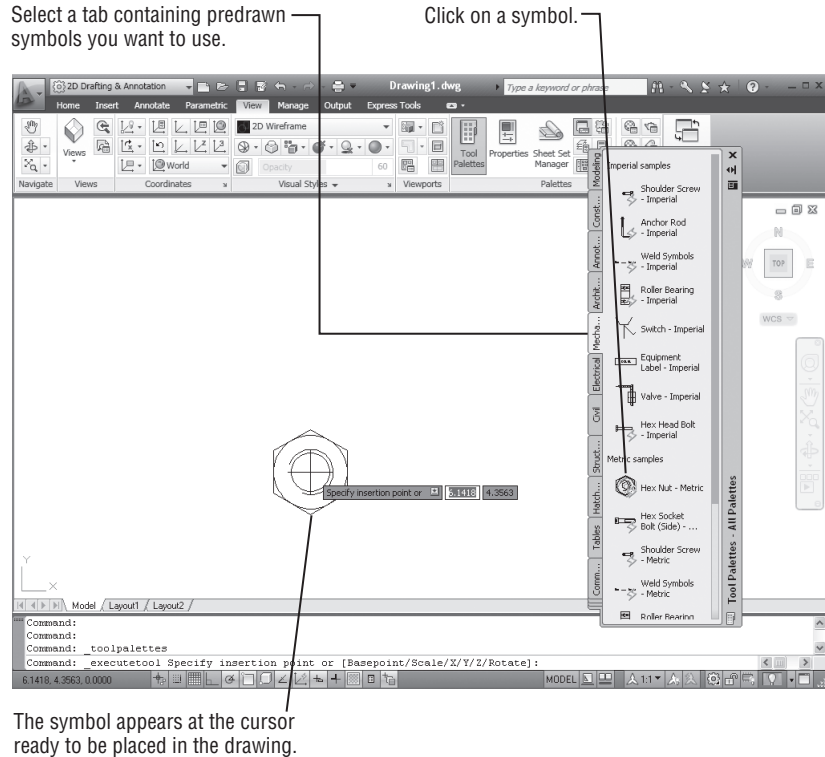 Select a tab containing predrawn
symbols you want to use.
Click on a symbol.
2D Drafting & Annotation
Drawing1.dwg
Type a keyword or phrase
Home Insert Annotate Parametric View Manage Output Express Tools
2D Wireframe
Views
World
Opacity 60
Tool
Palettes
Properties
Sheet Set
Manager
Navigate Views Coordinates Visual Styles Viewports Palettes
Modeling
Const...
Annot...
Archit...
Mecha...
Electrical
Civil
Struct...
Hatch...
Tables
Comm...
Imperial samples
Shoulder Screw
- Imperial
Anchor Rod
- Imperial
Weld Symbols
- Imperial
Roller Bearing
- Imperial
Switch - Imperial
Equipment
Label - Imperial
Valve - Imperial
Hex Head Bolt
- Imperial
Metric samples
Hex Nut - Metric
Hex Socket
Bolt (Side) - ...
Shoulder Screw
- Metric
Weld Symbols
- Metric
Roller Bearing
Tool Palettes - All Palettes
N
W TOP E
S
WCS
Specify insertion point or 6.1418 4.3563
Y
X
Model Layout1 Layout2
Command:
Command:
Command: _toolpalettes
Command: _executetool Specify insertion point or [Basepoint/Scale/X/Y/Z/Rotate]:
6.1418, 4.3563, 0.0000
MODEL
1:1
The symbol appears at the cursor
ready to be placed in the drawing.